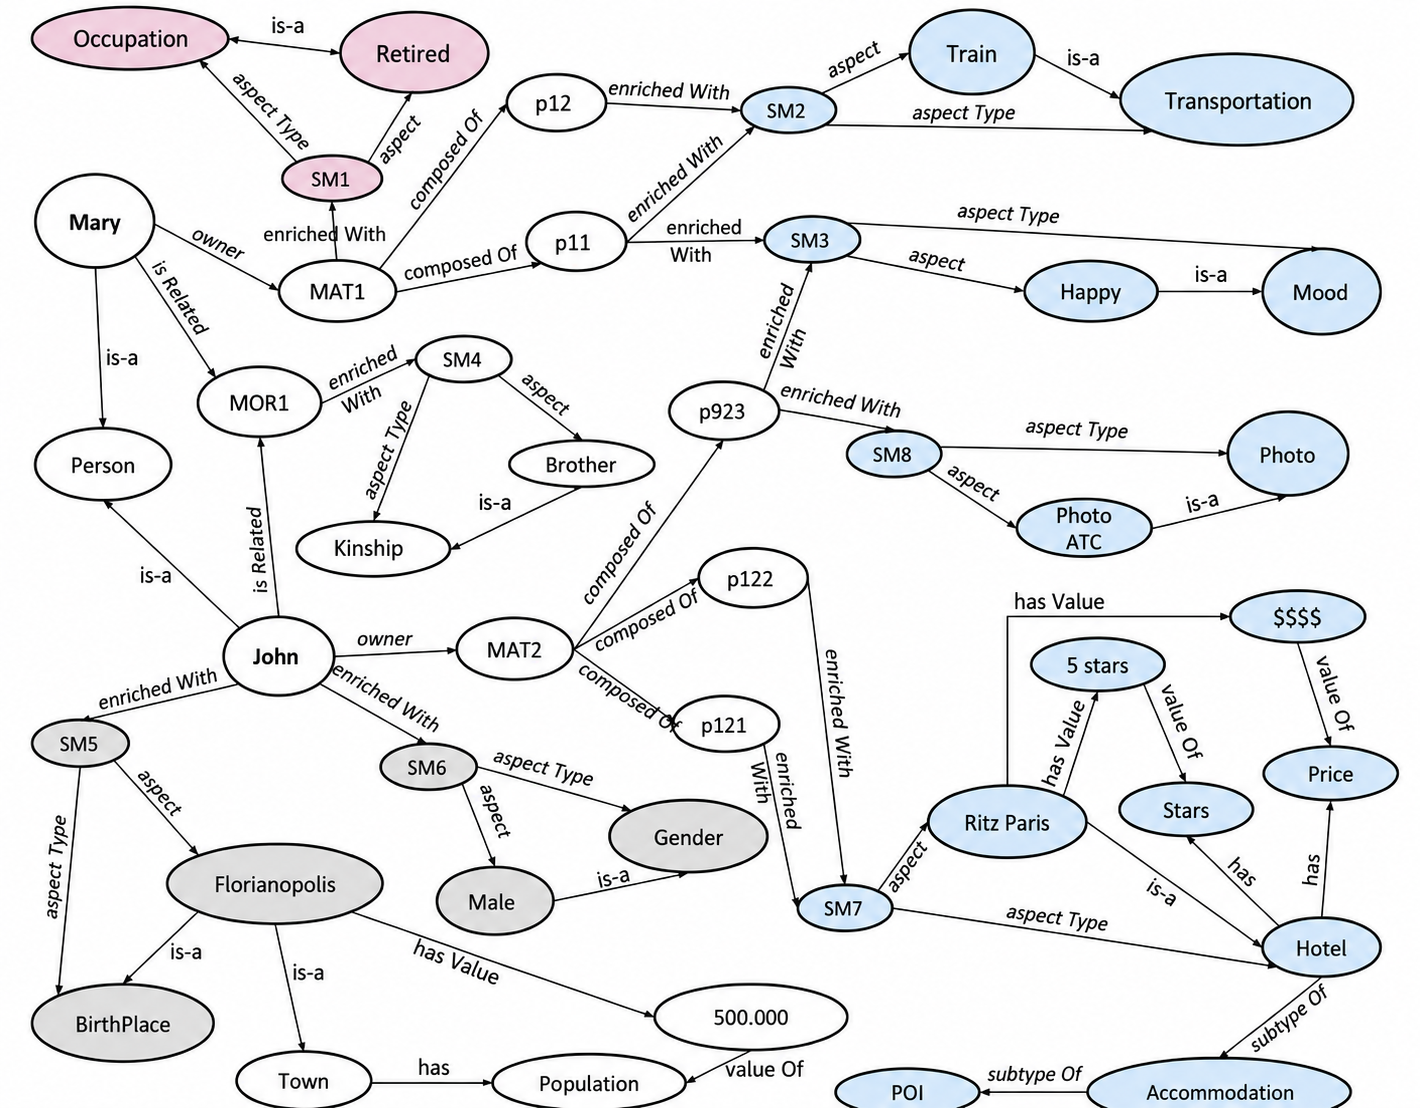 Occupation
is-a
Retired
aspect Type
aspect
SM1
p12
enriched With
SM2
aspect
Train
is-a
Transportation
aspect Type
composed Of
enriched With
Mary
owner
enriched With
MAT1
composed Of
p11
enriched
With
SM3
aspect Type
aspect
Happy
is-a
Mood
is Related
is-a
MOR1
enriched
With
SM4
aspect
aspect Type
Brother
is-a
Kinship
Person
is-a
is Related
enriched
With
p923
enriched With
SM8
aspect Type
Photo
aspect
Photo
ATC
is-a
composed Of
p122
composed Of
John
owner
MAT2
composed Of
p121
enriched With
enriched
With
has Value
$$$$
5 stars
value Of
value Of
has Value
Price
Stars
Ritz Paris
has
has
is-a
enriched With
SM5
enriched With
SM6
aspect Type
Gender
aspect
Male
is-a
aspect
aspect Type
SM7
aspect
aspect Type
Hotel
Florianopolis
is-a
is-a
has Value
BirthPlace
500.000
Town
has
Population
value Of
subtype Of
POI
subtype Of
Accommodation